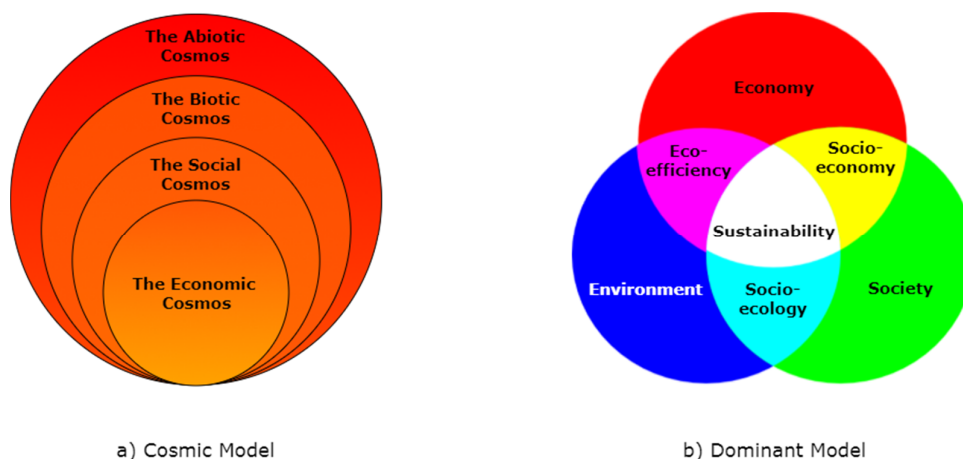 The Abiotic
Cosmos
The Biotic
Cosmos
The Social
Cosmos
The Economic
Cosmos
a) Cosmic Model
Economy
Eco-
efficiency
Socio-
economy
Sustainability
Environment
Socio-
ecology
Society
b) Dominant Model